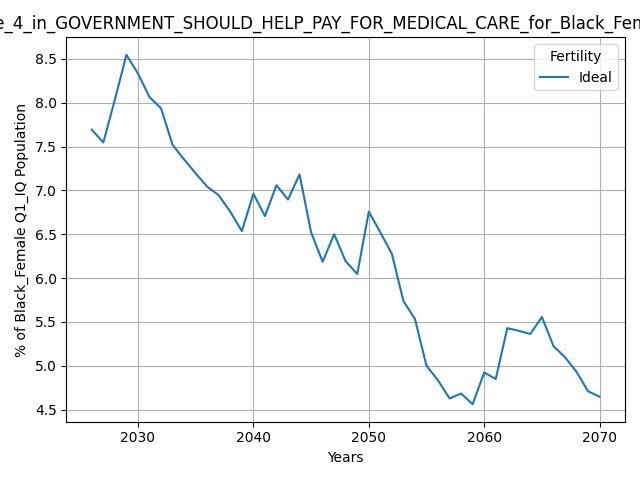 e_4_in_GOVERNMENT_SHOULD_HELP_PAY_FOR_MEDICAL_CARE_for_Black_Fem
Fertility
Ideal
% of Black_Female Q1_IQ Population
8.5
8.0
7.5
7.0
6.5
6.0
5.5
5.0
4.5
2030 2040 2050 2060 2070
Years